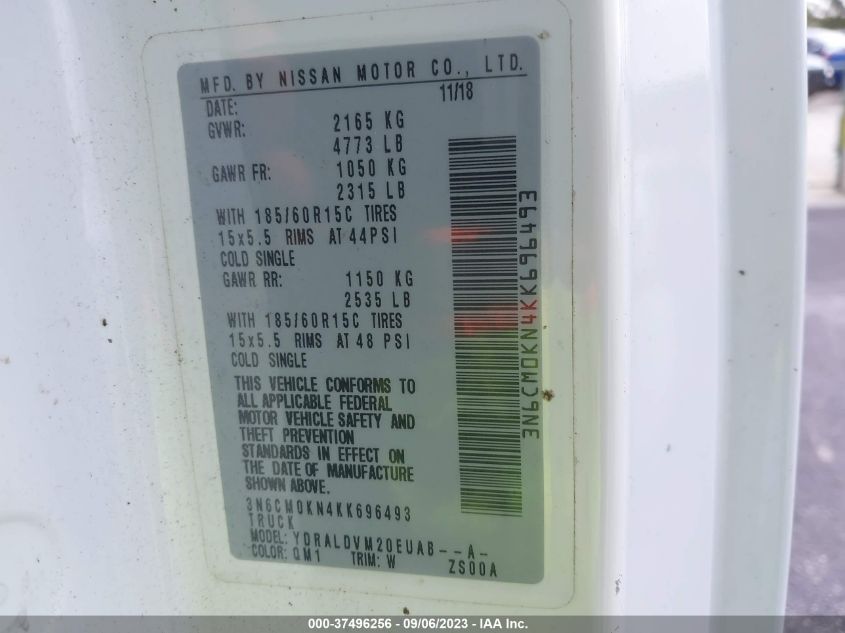 MFD. BY NISSAN MOTOR CO., LTD.
DATE: 11/18
GVWR: 2165 KG
4773 LB
GAWR FR: 1050 KG
2315 LB
WITH 185/60R15C TIRES
15x5.5 RIMS AT 44PSI
COLD SINGLE
GAWR RR: 1150 KG
2535 LB
WITH 185/60R15C TIRES
15x5.5 RIMS AT 48 PSI
COLD SINGLE
THIS VEHICLE CONFORMS TO
ALL APPLICABLE FEDERAL
MOTOR VEHICLE SAFETY AND
THEFT PREVENTION
STANDARDS IN EFFECT ON
THE DATE OF MANUFACTURE
SHOWN ABOVE.
3N6CM0KN4KK696493
TRUCK
MODEL: YDRALDVM20EUAB--A-
COLOR: QM1 TRIM: W ZS00A
3N6CM0KN4KK696493
000-37496256 - 09/06/2023 - IAA Inc.